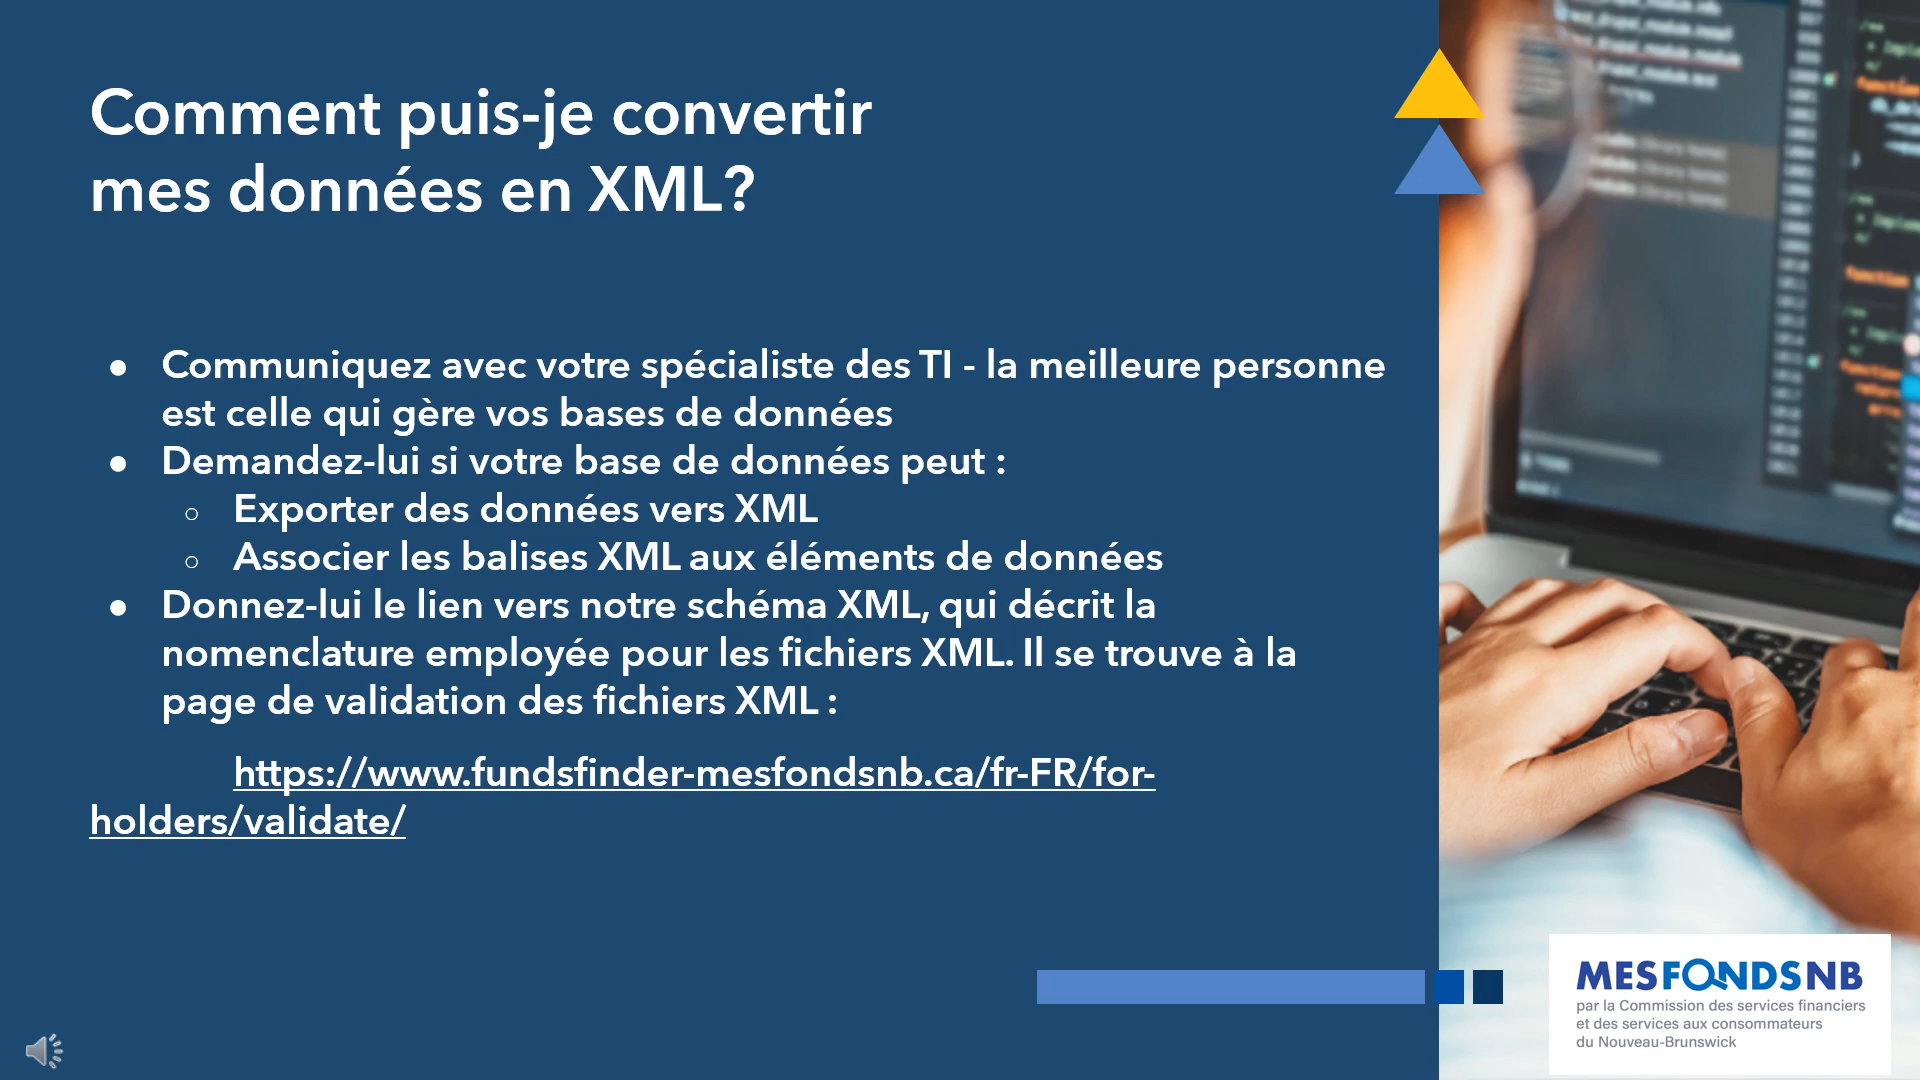 Comment puis-je convertir
mes données en XML?
● Communiquez avec votre spécialiste des TI - la meilleure personne
est celle qui gère vos bases de données
● Demandez-lui si votre base de données peut :
○ Exporter des données vers XML
○ Associer les balises XML aux éléments de données
● Donnez-lui le lien vers notre schéma XML, qui décrit la
nomenclature employée pour les fichiers XML. Il se trouve à la
page de validation des fichiers XML :
https://www.fundsfinder-mesfondsnb.ca/fr-FR/for-
holders/validate/
MESFONDSNB
par la Commission des services financiers
et des services aux consommateurs
du Nouveau-Brunswick